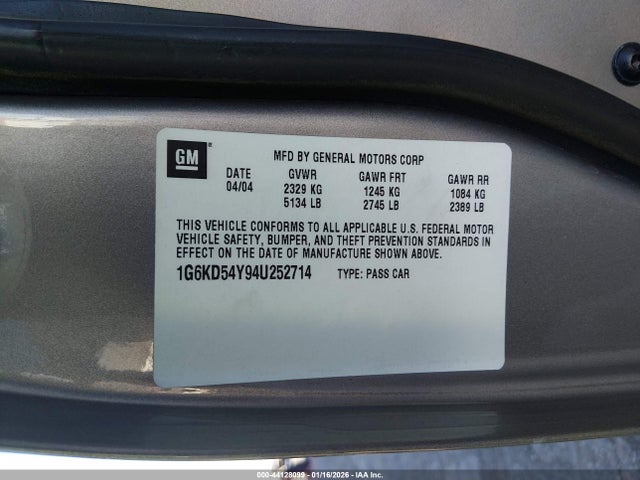 GM
MFD BY GENERAL MOTORS CORP
DATE GVWR GAWR FRT GAWR RR
04/04 2329 KG 1245 KG 1084 KG
5134 LB 2745 LB 2389 LB
THIS VEHICLE CONFORMS TO ALL APPLICABLE U.S. FEDERAL MOTOR
VEHICLE SAFETY, BUMPER, AND THEFT PREVENTION STANDARDS IN
EFFECT ON THE DATE OF MANUFACTURE SHOWN ABOVE.
1G6KD54Y94U252714 TYPE: PASS CAR
000-44128099 | 01/16/2026 - IAA Inc.